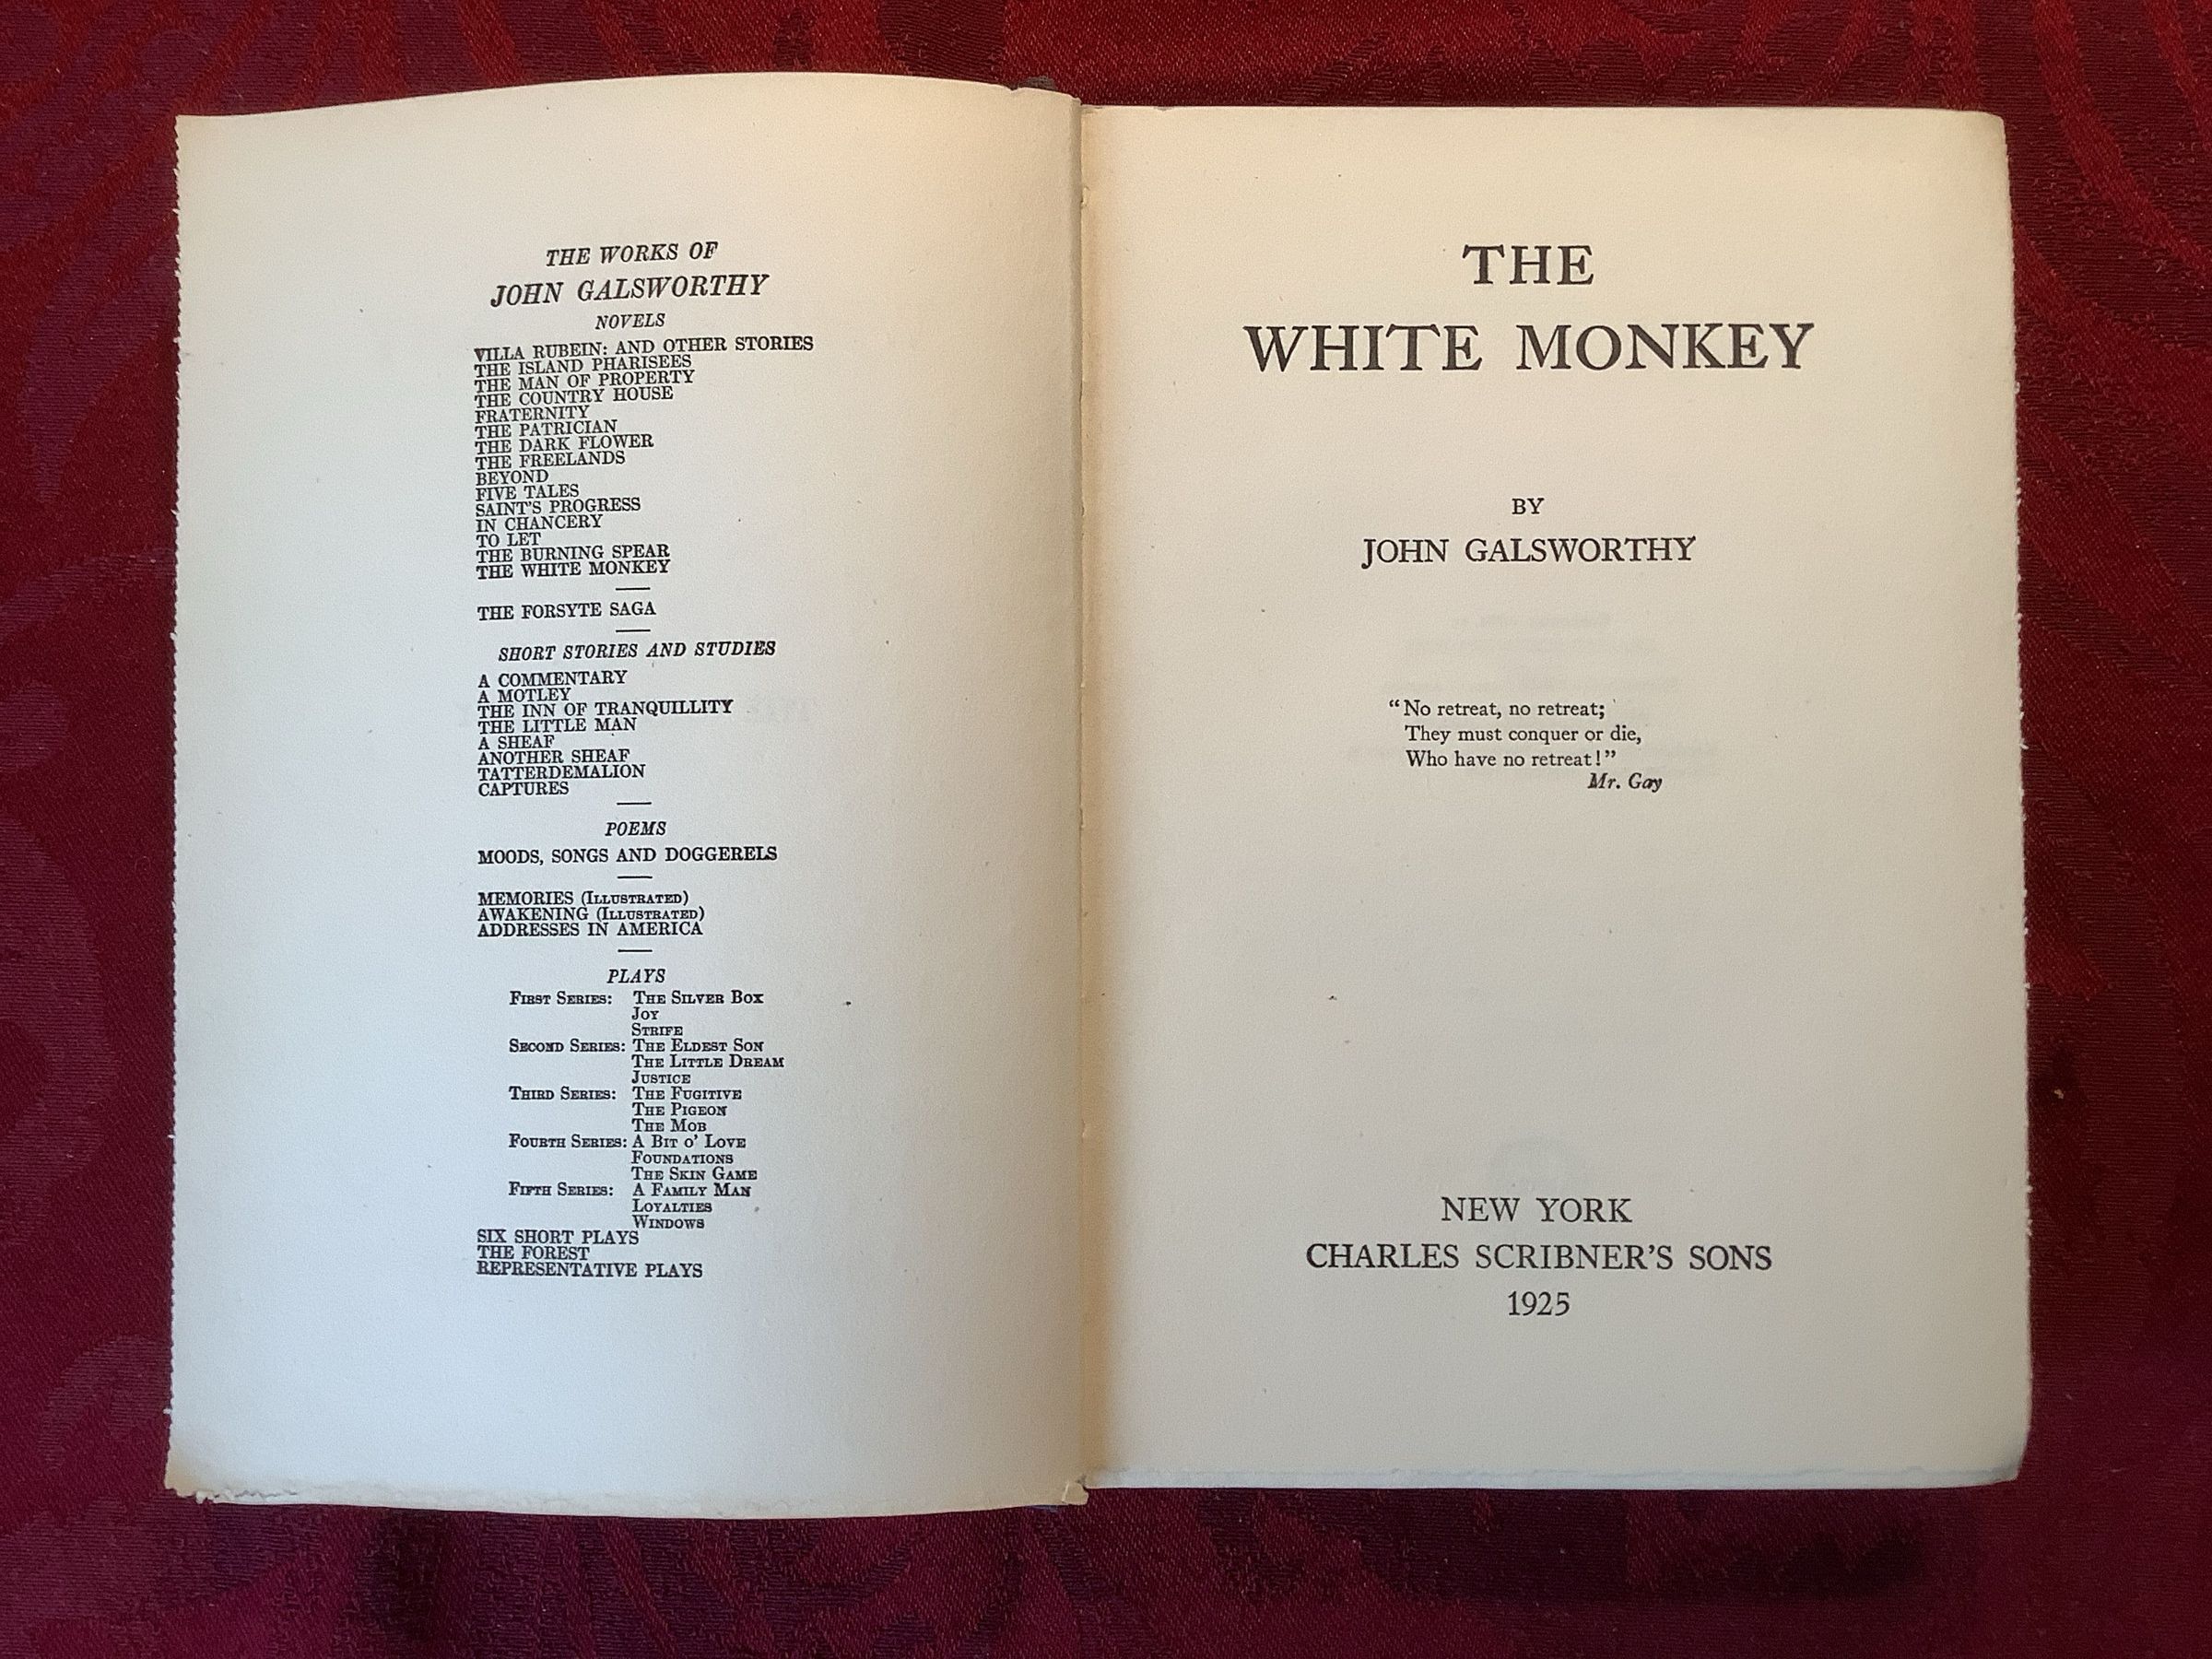 THE WORKS OF
JOHN GALSWORTHY
NOVELS
VILLA RUBEIN: AND OTHER STORIES
THE ISLAND PHARISEES
THE MAN OF PROPERTY
THE COUNTRY HOUSE
FRATERNITY
THE PATRICIAN
THE DARK FLOWER
THE FREELANDS
BEYOND
FIVE TALES
SAINT'S PROGRESS
IN CHANCERY
TO LET
THE BURNING SPEAR
THE WHITE MONKEY
THE FORSYTE SAGA
SHORT STORIES AND STUDIES
A COMMENTARY
A MOTLEY
THE INN OF TRANQUILLITY
THE LITTLE MAN
A SHEAF
ANOTHER SHEAF
TATTERDEMALION
CAPTURES
POEMS
MOODS, SONGS AND DOGGERELS
MEMORIES (ILLUSTRATED)
AWAKENING (ILLUSTRATED)
ADDRESSES IN AMERICA
PLAYS
FIRST SERIES: THE SILVER BOX
JOY
STRIFE
SECOND SERIES: THE ELDEST SON
THE LITTLE DREAM
JUSTICE
THIRD SERIES: THE FUGITIVE
THE PIGEON
THE MOB
FOURTH SERIES: A BIT O' LOVE
FOUNDATIONS
THE SKIN GAME
FIFTH SERIES: A FAMILY MAN
LOYALTIES
WINDOWS
SIX SHORT PLAYS
THE FOREST
REPRESENTATIVE PLAYS
THE
WHITE MONKEY
BY
JOHN GALSWORTHY
"No retreat, no retreat;
They must conquer or die,
Who have no retreat!"
Mr. Gay
NEW YORK
CHARLES SCRIBNER'S SONS
1925